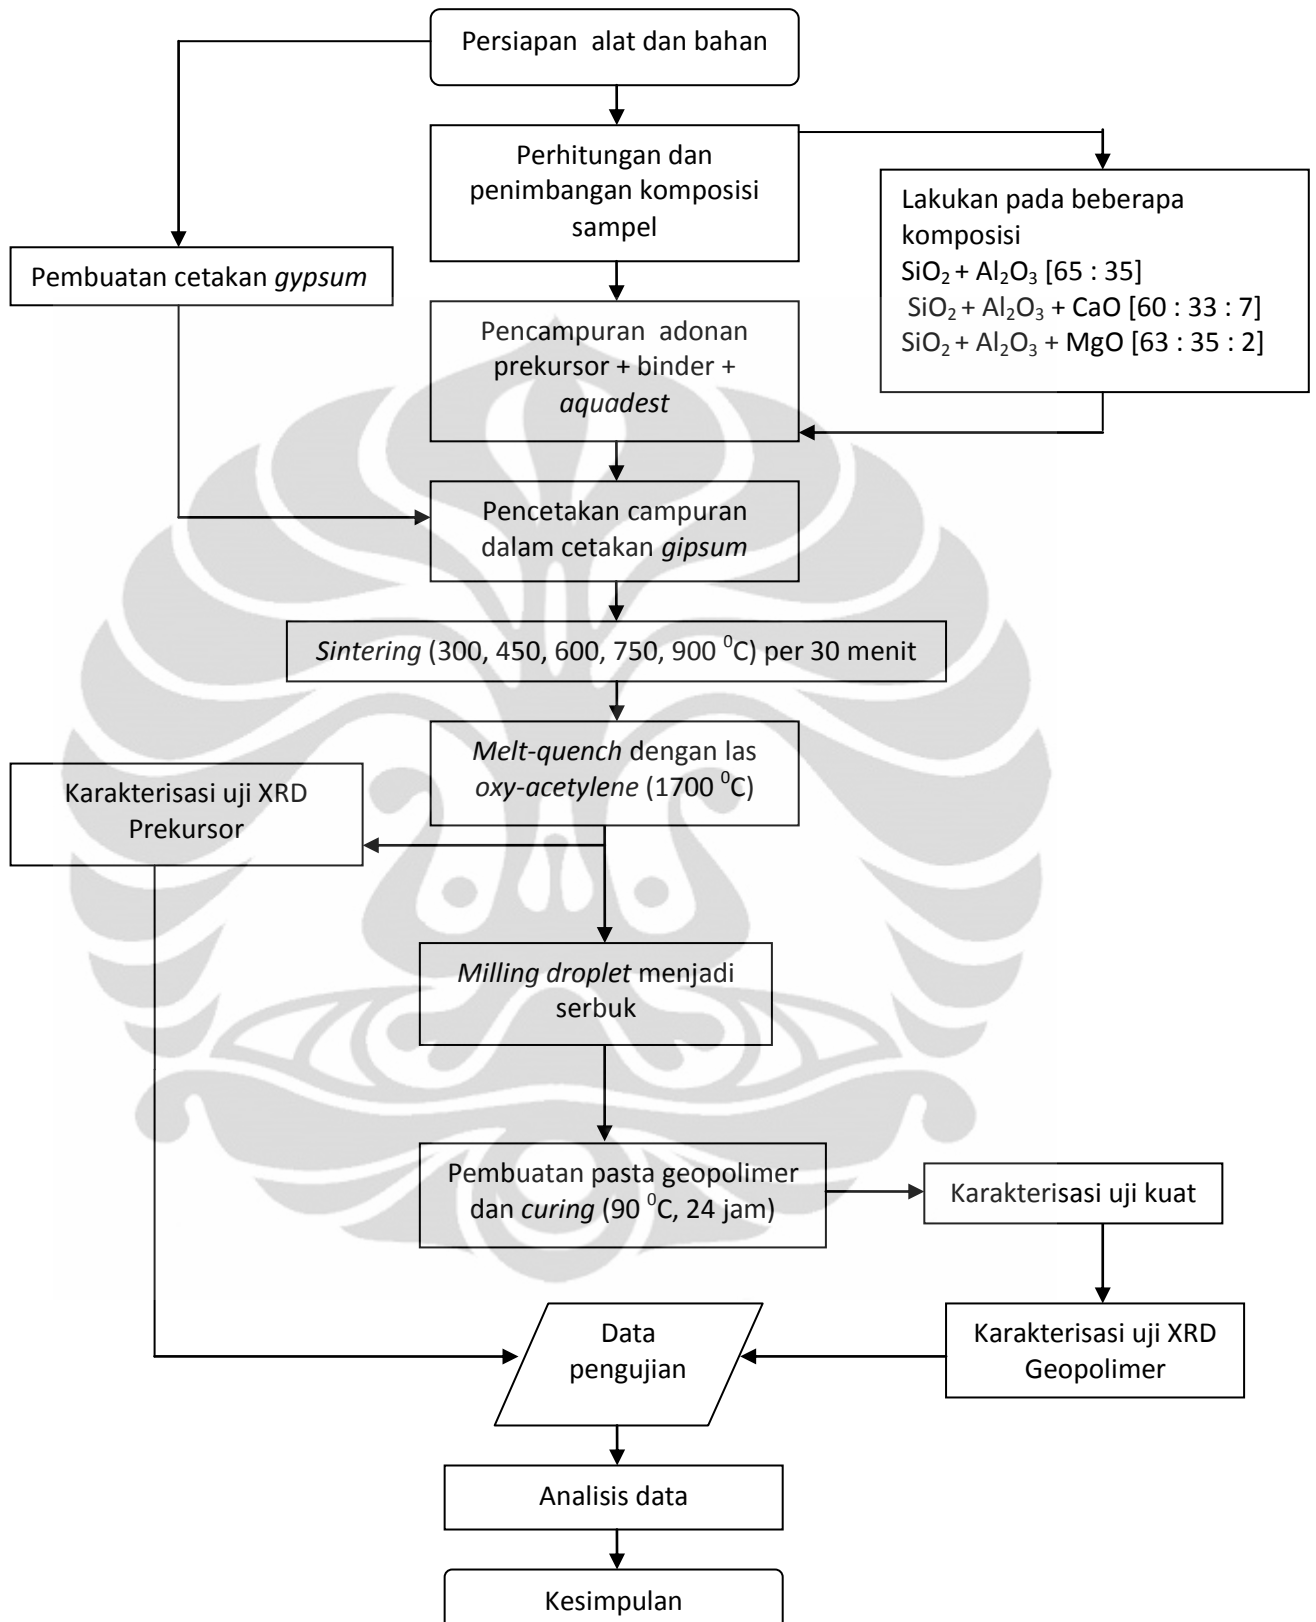 Persiapan alat dan bahan
Perhitungan dan
penimbangan komposisi
sampel
Lakukan pada beberapa
komposisi
SiO₂ + Al₂O₃ [65 : 35]
SiO₂ + Al₂O₃ + CaO [60 : 33 : 7]
SiO₂ + Al₂O₃ + MgO [63 : 35 : 2]
Pembuatan cetakan gypsum
Pencampuran adonan
prekursor + binder +
aquadest
Pencetakan campuran
dalam cetakan gipsum
Sintering (300, 450, 600, 750, 900 ⁰C) per 30 menit
Melt-quench dengan las
oxy-acetylene (1700 ⁰C)
Karakterisasi uji XRD
Prekursor
Milling droplet menjadi
serbuk
Pembuatan pasta geopolimer
dan curing (90 ⁰C, 24 jam)
Karakterisasi uji kuat
Karakterisasi uji XRD
Geopolimer
Data
pengujian
Analisis data
Kesimpulan